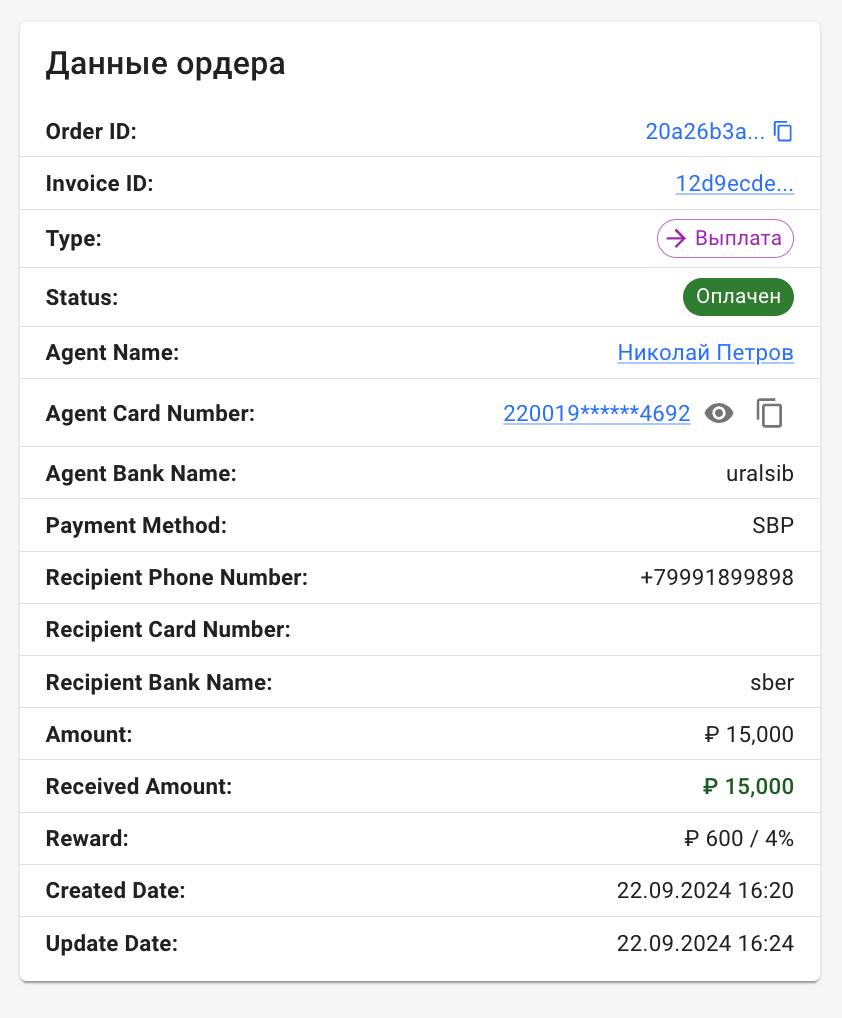 Данные ордера
Order ID: 20a26b3a...
Invoice ID: 12d9ecde...
Type: Выплата
Status: Оплачен
Agent Name: Николай Петров
Agent Card Number: 220019******4692
Agent Bank Name: uralsib
Payment Method: SBP
Recipient Phone Number: +79991899898
Recipient Card Number:
Recipient Bank Name: sber
Amount: ₽ 15,000
Received Amount: ₽ 15,000
Reward: ₽ 600 / 4%
Created Date: 22.09.2024 16:20
Update Date: 22.09.2024 16:24